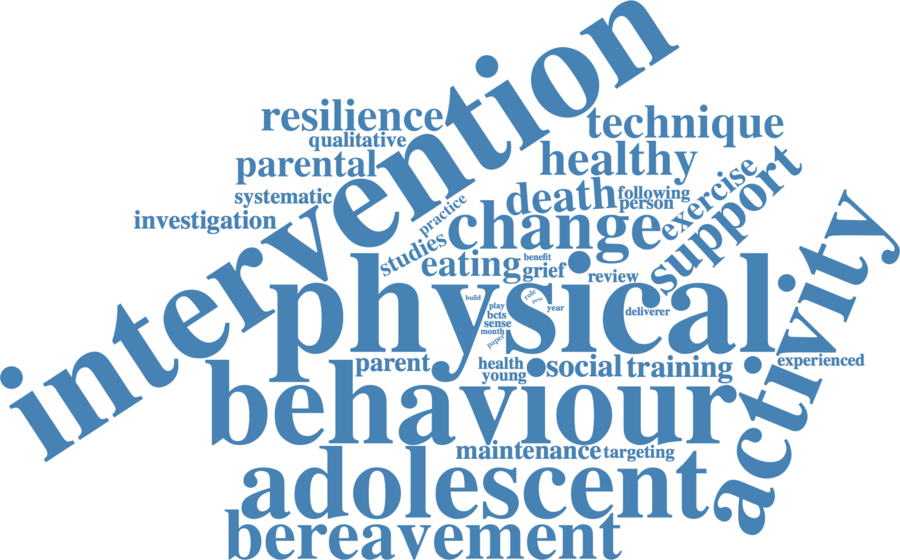 intervention
resilience
technique
qualitative
parental
healthy
systematic
death
following
person
exercise
investigation
practice
change
support
studies
eating
benefit
grief
review
activity
physical
build
role
prose
play
year
bcts
deliverer
sense
month
paper
parent
health
young
social
training
experienced
behaviour
maintenance
targeting
adolescent
bereavement